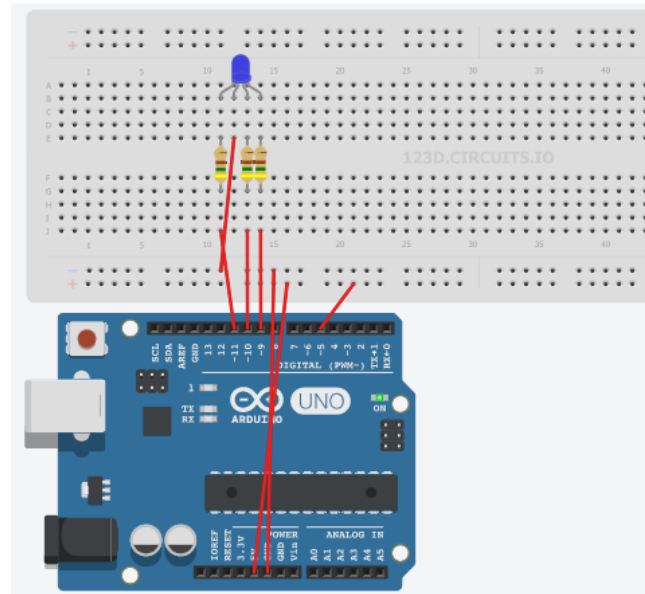 1 5 10 15 20 25 30 35 40
A
B
C
D
E
123D.CIRCUITS.IO
F
G
H
I
J
1 5 10 15 20 25 30 35 40
SCL SDA AREF GND 13 12 ~11 ~10 ~9 8 7 ~6 ~5 4 ~3 2 TX→1 RX←0
DIGITAL (PWM~)
1
TX
RX
ARDUINO
UNO
ON
POWER
ANALOG IN
IOREF RESET 3.3V 5V GND Vin A0 A1 A2 A3 A4 A5